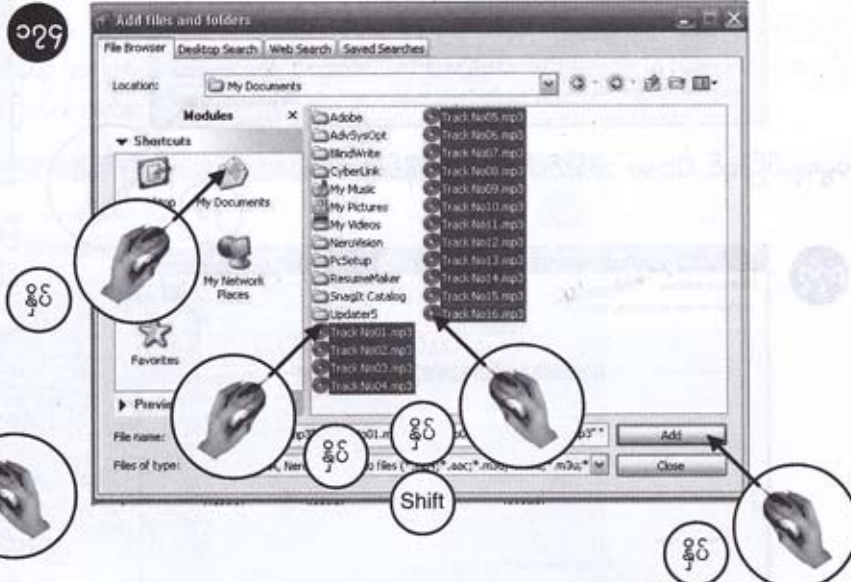 Add files and folders
File Browser Desktop Search Web Search Saved Searches
Location: My Documents
Modules
Shortcuts
My Documents
My Network Places
Favorites
Adobe
AdvSysOpt
BlindWrite
CyberLink
My Music
My Pictures
My Videos
NeroVision
PcSetup
ResumeMaker
SnagIt Catalog
Updater5
Track No01.mp3
Track No02.mp3
Track No03.mp3
Track No04.mp3
Track No05.mp3
Track No06.mp3
Track No07.mp3
Track No08.mp3
Track No09.mp3
Track No10.mp3
Track No11.mp3
Track No12.mp3
Track No13.mp3
Track No14.mp3
Track No15.mp3
Track No16.mp3
File name:
Add
Files of type:
Close
နှိပ်
နှိပ်
နှိပ်
Shift
နှိပ်